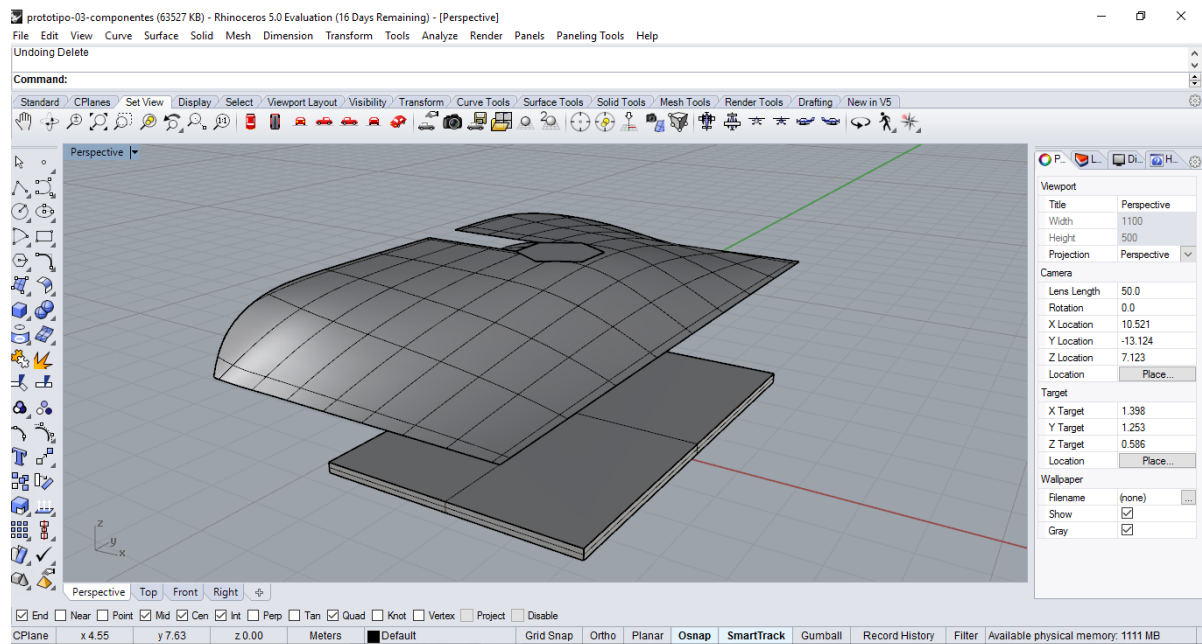 prototipo-03-componentes (63527 KB) - Rhinoceros 5.0 Evaluation (16 Days Remaining) - [Perspective]
File Edit View Curve Surface Solid Mesh Dimension Transform Tools Analyze Render Panels Paneling Tools Help
Undoing Delete
Command:
Standard CPlanes Set View Display Select Viewport Layout Visibility Transform Curve Tools Surface Tools Solid Tools Mesh Tools Render Tools Drafting New in V5
Perspective
P... L... Di... H...
Viewport
Title Perspective
Width 1100
Height 500
Projection Perspective
Camera
Lens Length 50.0
Rotation 0.0
X Location 10.521
Y Location -13.124
Z Location 7.123
Location Place...
Target
X Target 1.398
Y Target 1.253
Z Target 0.586
Location Place...
Wallpaper
Filename (none) ...
Show
Gray
z
y
x
Perspective Top Front Right
End Near Point Mid Cen Int Perp Tan Quad Knot Vertex Project Disable
CPlane x 4.55 y 7.63 z 0.00 Meters Default Grid Snap Ortho Planar Osnap SmartTrack Gumball Record History Filter Available physical memory: 1111 MB